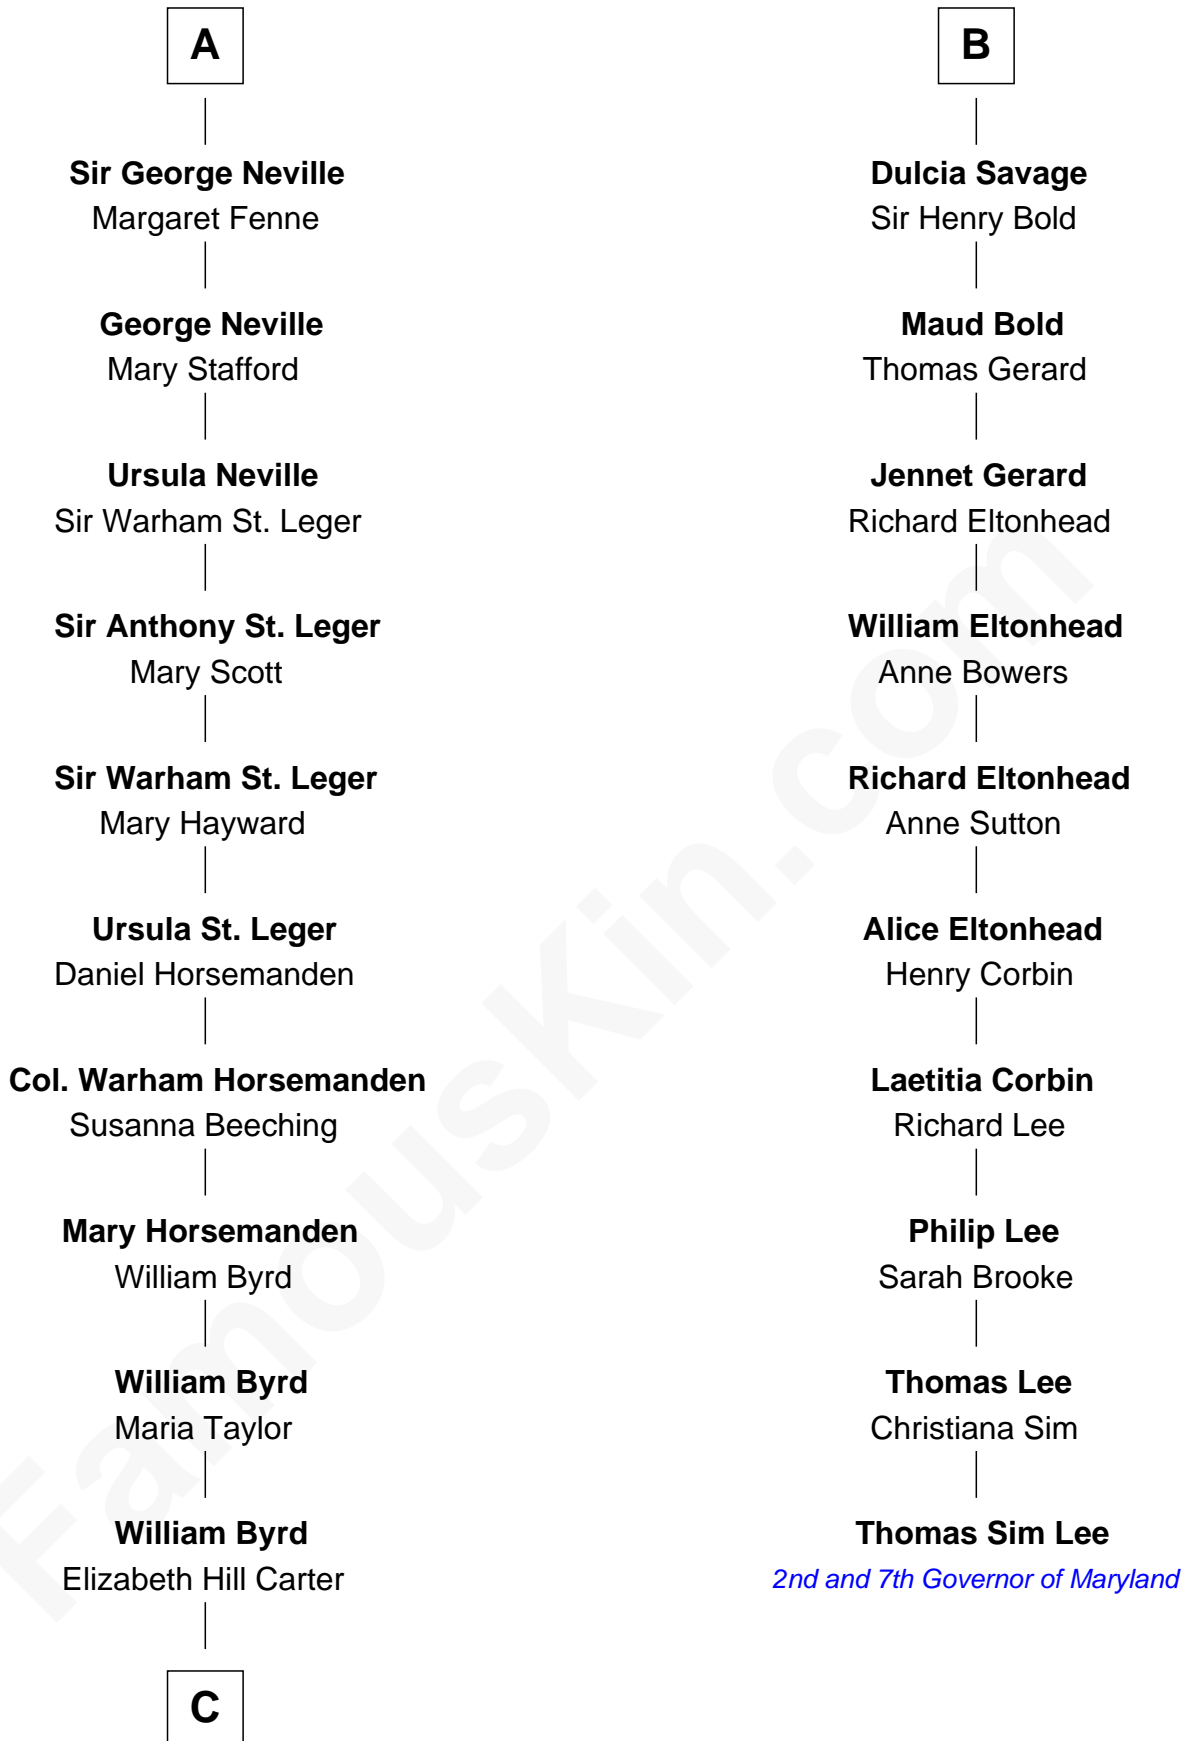 A
Sir George Neville
Margaret Fenne
George Neville
Mary Stafford
Ursula Neville
Sir Warham St. Leger
Sir Anthony St. Leger
Mary Scott
Sir Warham St. Leger
Mary Hayward
Ursula St. Leger
Daniel Horsemanden
Col. Warham Horsemanden
Susanna Beeching
Mary Horsemanden
William Byrd
William Byrd
Maria Taylor
William Byrd
Elizabeth Hill Carter
C
B
Dulcia Savage
Sir Henry Bold
Maud Bold
Thomas Gerard
Jennet Gerard
Richard Eltonhead
William Eltonhead
Anne Bowers
Richard Eltonhead
Anne Sutton
Alice Eltonhead
Henry Corbin
Laetitia Corbin
Richard Lee
Philip Lee
Sarah Brooke
Thomas Lee
Christiana Sim
Thomas Sim Lee
2nd and 7th Governor of Maryland
FamousKin.com